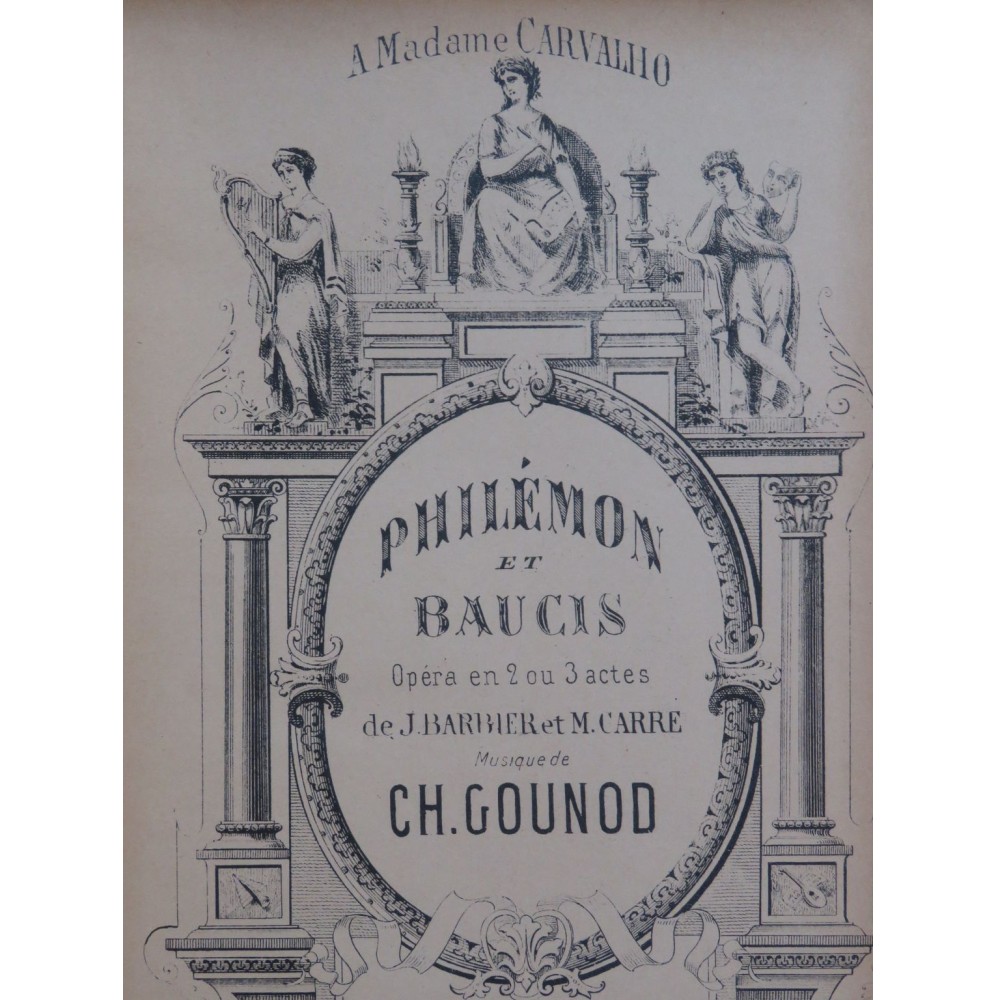 A Madame CARVALHO
PHILÉMON
ET
BAUCIS
Opéra en 2 ou 3 actes
de J. BARBIER et M. CARRE
Musique de
CH. GOUNOD